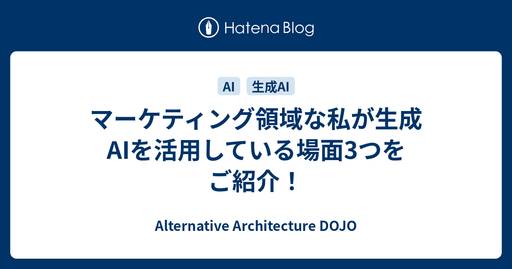 Hatena Blog
AI 生成AI
マーケティング領域な私が生成
AIを活用している場面3つを
ご紹介！
Alternative Architecture DOJO